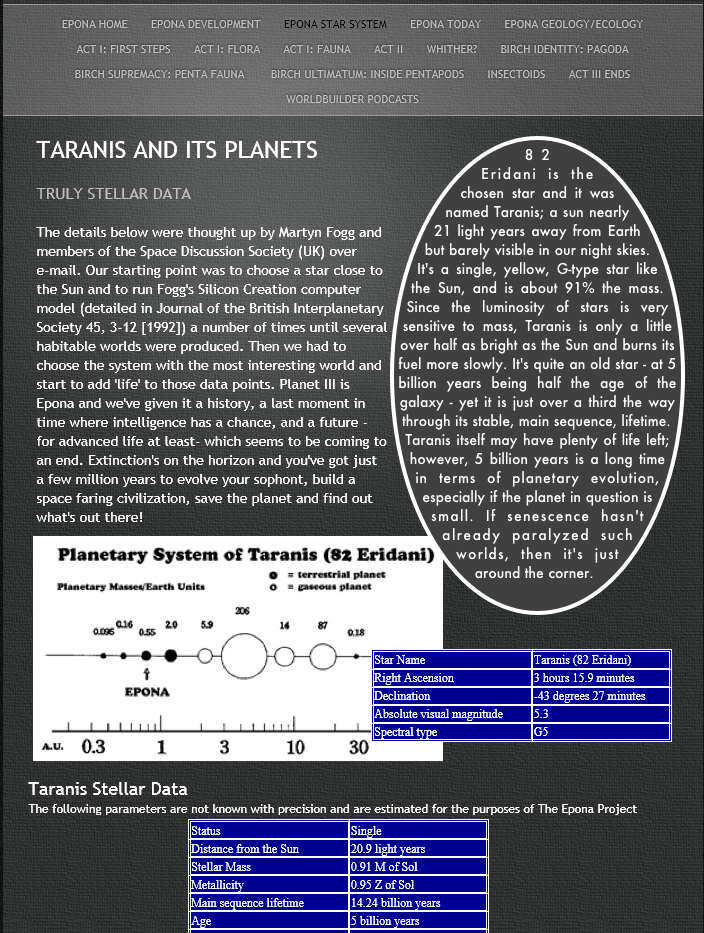 EPONA HOME EPONA DEVELOPMENT EPONA STAR SYSTEM EPONA TODAY EPONA GEOLOGY/ECOLOGY
ACT I: FIRST STEPS ACT I: FLORA ACT I: FAUNA ACT II WHITHER? BIRCH IDENTITY: PAGODA
BIRCH SUPREMACY: PENTA FAUNA BIRCH ULTIMATUM: INSIDE PENTAPODS INSECTOIDS ACT III ENDS
WORLDBUILDER PODCASTS
TARANIS AND ITS PLANETS
TRULY STELLAR DATA
The details below were thought up by Martyn Fogg and
members of the Space Discussion Society (UK) over
e-mail. Our starting point was to choose a star close to
the Sun and to run Fogg's Silicon Creation computer
model (detailed in Journal of the British Interplanetary
Society 45, 3-12 [1992]) a number of times until several
habitable worlds were produced. Then we had to
choose the system with the most interesting world and
start to add 'life' to those data points. Planet III is
Epona and we've given it a history, a last moment in
time where intelligence has a chance, and a future -
for advanced life at least- which seems to be coming to
an end. Extinction's on the horizon and you've got just
a few million years to evolve your sophont, build a
space faring civilization, save the planet and find out
what's out there!
8 2
Eridani is the
chosen star and it was
named Taranis; a sun nearly
21 light years away from Earth
but barely visible in our night skies.
It's a single, yellow, G-type star like
the Sun, and is about 91% the mass.
Since the luminosity of stars is very
sensitive to mass, Taranis is only a little
over half as bright as the Sun and burns its
fuel more slowly. It's quite an old star - at 5
billion years being half the age of the
galaxy - yet it is just over a third the way
through its stable, main sequence, lifetime.
Taranis itself may have plenty of life left;
however, 5 billion years is a long time
in terms of planetary evolution,
especially if the planet in question is
small. If senescence hasn't
already paralyzed such
worlds, then it's just
around the corner.
Planetary System of Taranis (82 Eridani)
Planetary Masses/Earth Units
= terrestrial planet
= gaseous planet
0.096 0.16 0.55 2.0 5.9 206 14 87 0.18
EPONA
A.U. 0.3 1 3 10 30
Star Name Taranis (82 Eridani)
Right Ascension 3 hours 15.9 minutes
Declination -43 degrees 27 minutes
Absolute visual magnitude 5.3
Spectral type G5
Taranis Stellar Data
The following parameters are not known with precision and are estimated for the purposes of The Epona Project
Status Single
Distance from the Sun 20.9 light years
Stellar Mass 0.91 M of Sol
Metallicity 0.95 Z of Sol
Main sequence lifetime 14.24 billion years
Age 5 billion years